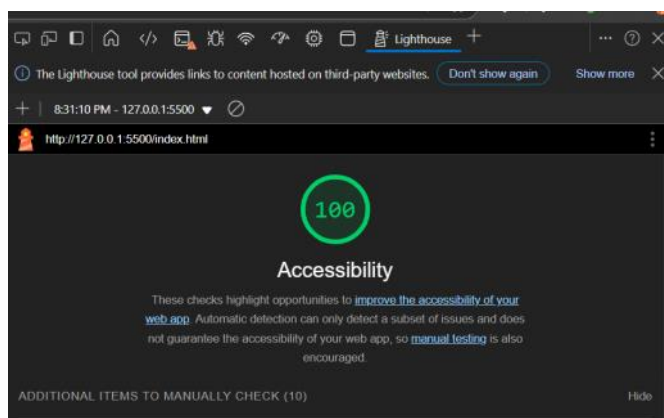 Lighthouse
The Lighthouse tool provides links to content hosted on third-party websites. Don't show again Show more
8:31:10 PM - 127.0.0.1:5500
http://127.0.0.1:5500/index.html
100
Accessibility
These checks highlight opportunities to improve the accessibility of your
web app. Automatic detection can only detect a subset of issues and does
not guarantee the accessibility of your web app, so manual testing is also
encouraged.
ADDITIONAL ITEMS TO MANUALLY CHECK (10) Hide